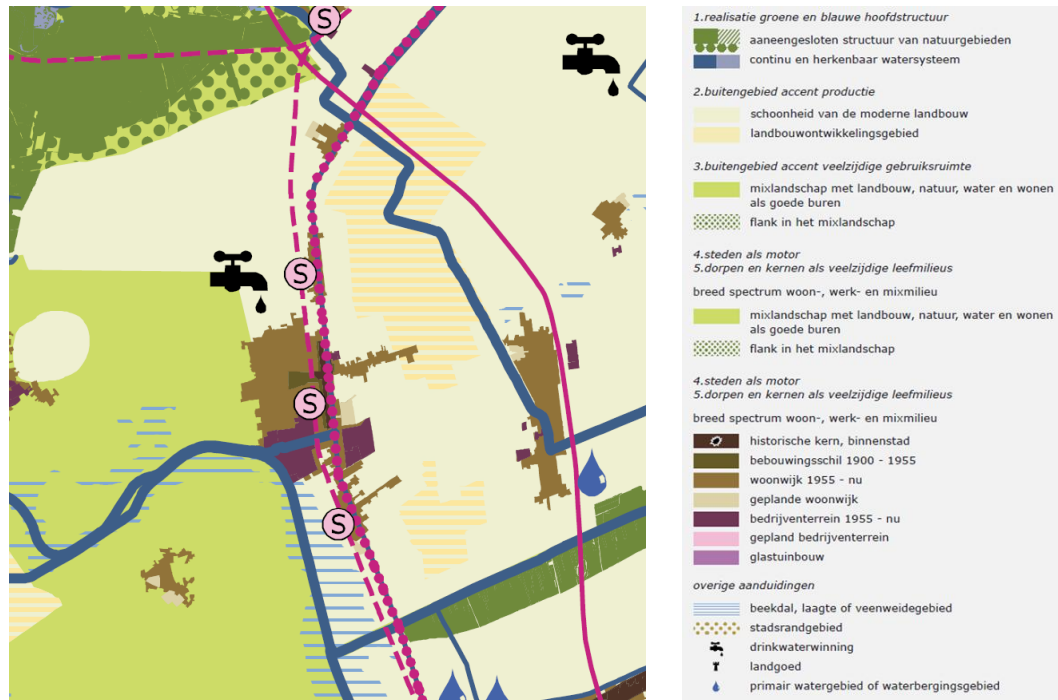 S
S
S
S
1.realisatie groene en blauwe hoofdstructuur
aaneengesloten structuur van natuurgebieden
continu en herkenbaar watersysteem
2.buitengebied accent productie
schoonheid van de moderne landbouw
landbouwontwikkelingsgebied
3.buitengebied accent veelzijdige gebruiksruimte
mixlandschap met landbouw, natuur, water en wonen
als goede buren
flank in het mixlandschap
4.steden als motor
5.dorpen en kernen als veelzijdige leefmilieus
breed spectrum woon-, werk- en mixmilieu
mixlandschap met landbouw, natuur, water en wonen
als goede buren
flank in het mixlandschap
4.steden als motor
5.dorpen en kernen als veelzijdige leefmilieus
breed spectrum woon-, werk- en mixmilieu
historische kern, binnenstad
bebouwingsschil 1900 - 1955
woonwijk 1955 - nu
geplande woonwijk
bedrijventerrein 1955 - nu
gepland bedrijventerrein
glastuinbouw
overige aanduidingen
beekdal, laagte of veenweidegebied
stadsrandgebied
drinkwaterwinning
landgoed
primair watergebied of waterbergingsgebied